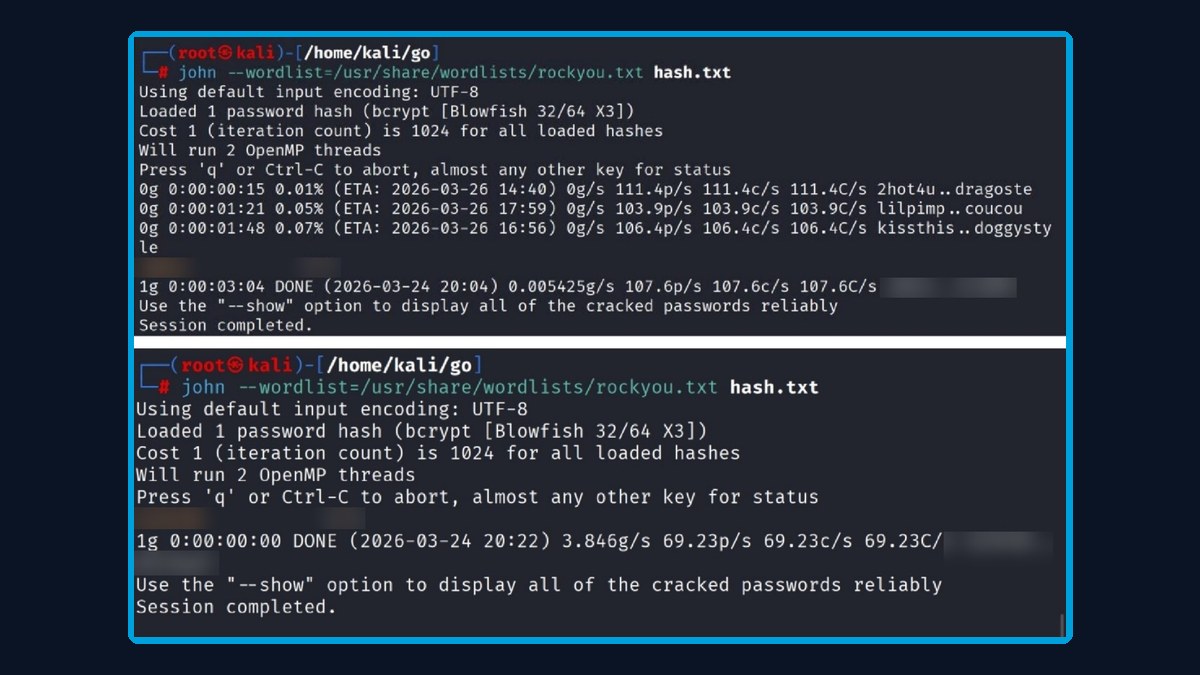 ┌──(root㉿kali)-[/home/kali/go]
└─# john --wordlist=/usr/share/wordlists/rockyou.txt hash.txt
Using default input encoding: UTF-8
Loaded 1 password hash (bcrypt [Blowfish 32/64 X3])
Cost 1 (iteration count) is 1024 for all loaded hashes
Will run 2 OpenMP threads
Press 'q' or Ctrl-C to abort, almost any other key for status
0g 0:00:00:15 0.01% (ETA: 2026-03-26 14:40) 0g/s 111.4p/s 111.4c/s 111.4C/s 2hot4u..dragoste
0g 0:00:01:21 0.05% (ETA: 2026-03-26 17:59) 0g/s 103.9p/s 103.9c/s 103.9C/s lilpimp..coucou
0g 0:00:01:48 0.07% (ETA: 2026-03-26 16:56) 0g/s 106.4p/s 106.4c/s 106.4C/s kissthis..doggysty
le
1g 0:00:03:04 DONE (2026-03-24 20:04) 0.005425g/s 107.6p/s 107.6c/s 107.6C/s
Use the "--show" option to display all of the cracked passwords reliably
Session completed.
┌──(root㉿kali)-[/home/kali/go]
└─# john --wordlist=/usr/share/wordlists/rockyou.txt hash.txt
Using default input encoding: UTF-8
Loaded 1 password hash (bcrypt [Blowfish 32/64 X3])
Cost 1 (iteration count) is 1024 for all loaded hashes
Will run 2 OpenMP threads
Press 'q' or Ctrl-C to abort, almost any other key for status
1g 0:00:00:00 DONE (2026-03-24 20:22) 3.846g/s 69.23p/s 69.23c/s 69.23C/
Use the "--show" option to display all of the cracked passwords reliably
Session completed.